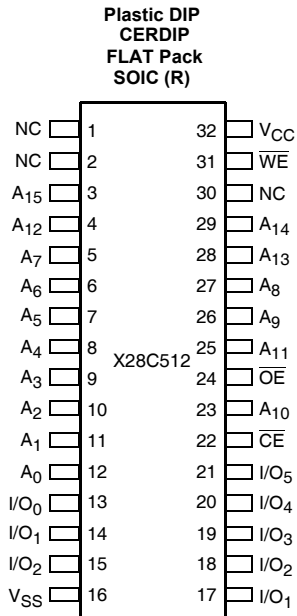 Plastic DIP
CERDIP
FLAT Pack
SOIC (R)
NC 1 32 VCC
NC 2 31 WE
A15 3 30 NC
A12 4 29 A14
A7 5 28 A13
A6 6 27 A8
A5 7 26 A9
A4 8 25 A11
X28C512
A3 9 24 OE
A2 10 23 A10
A1 11 22 CE
A0 12 21 I/O5
I/O0 13 20 I/O4
I/O1 14 19 I/O3
I/O2 15 18 I/O2
VSS 16 17 I/O1